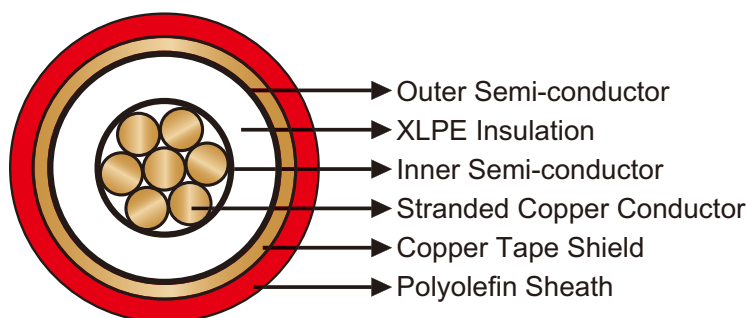 Outer Semi-conductor
XLPE Insulation
Inner Semi-conductor
Stranded Copper Conductor
Copper Tape Shield
Polyolefin Sheath